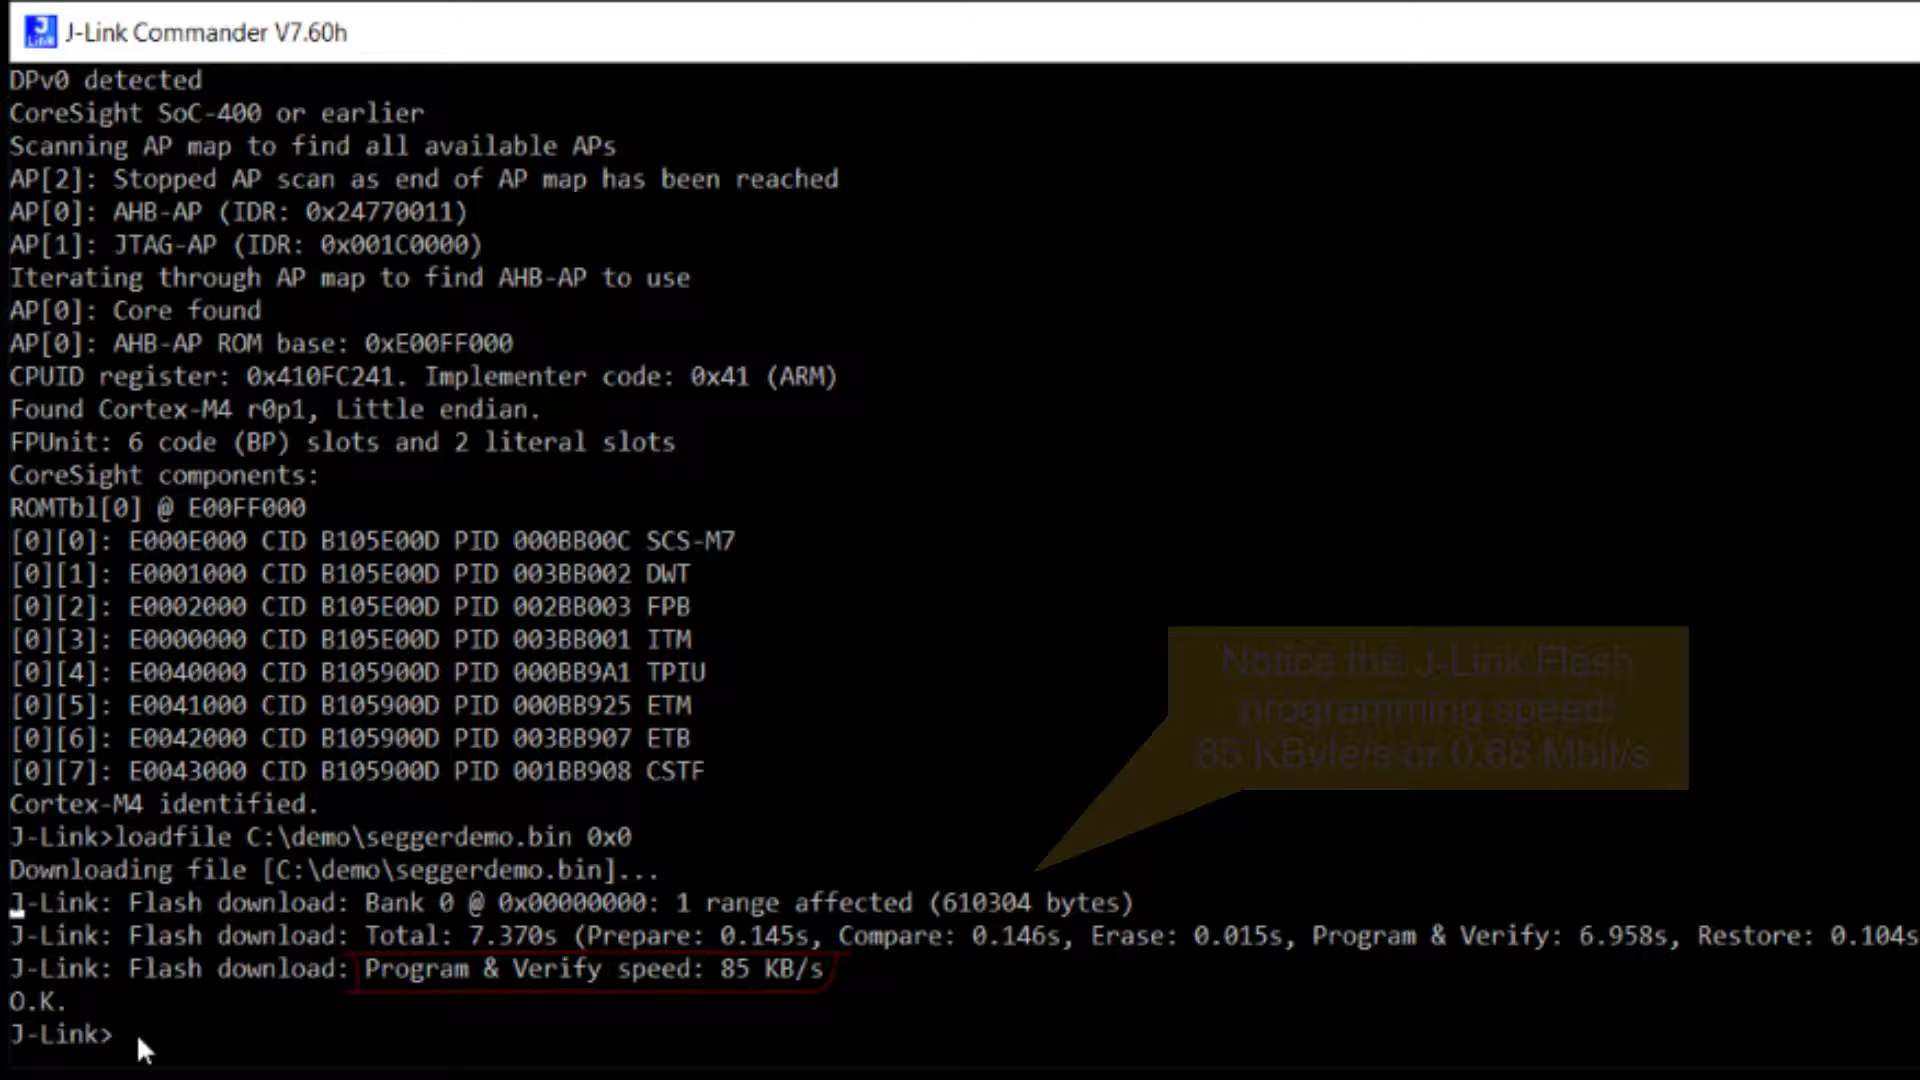 J-Link Commander V7.60h
DPv0 detected
CoreSight SoC-400 or earlier
Scanning AP map to find all available APs
AP[2]: Stopped AP scan as end of AP map has been reached
AP[0]: AHB-AP (IDR: 0x24770011)
AP[1]: JTAG-AP (IDR: 0x001C0000)
Iterating through AP map to find AHB-AP to use
AP[0]: Core found
AP[0]: AHB-AP ROM base: 0xE00FF000
CPUID register: 0x410FC241. Implementer code: 0x41 (ARM)
Found Cortex-M4 r0p1, Little endian.
FPUnit: 6 code (BP) slots and 2 literal slots
CoreSight components:
ROMTbl[0] @ E00FF000
[0][0]: E000E000 CID B105E00D PID 000BB00C SCS-M7
[0][1]: E0001000 CID B105E00D PID 003BB002 DWT
[0][2]: E0002000 CID B105E00D PID 002BB003 FPB
[0][3]: E0000000 CID B105E00D PID 003BB001 ITM
[0][4]: E0040000 CID B105900D PID 000BB9A1 TPIU
[0][5]: E0041000 CID B105900D PID 000BB925 ETM
[0][6]: E0042000 CID B105900D PID 003BB907 ETB
[0][7]: E0043000 CID B105900D PID 001BB908 CSTF
Cortex-M4 identified.
J-Link>loadfile C:\demo\seggerdemo.bin 0x0
Downloading file [C:\demo\seggerdemo.bin]...
J-Link: Flash download: Bank 0 @ 0x00000000: 1 range affected (610304 bytes)
J-Link: Flash download: Total: 7.370s (Prepare: 0.145s, Compare: 0.146s, Erase: 0.015s, Program & Verify: 6.958s, Restore: 0.104s
J-Link: Flash download: Program & Verify speed: 85 KB/s
O.K.
J-Link>
Notice the J-Link Flash
programming speed:
85 KByte/s or 0.68 Mbit/s
J
Link